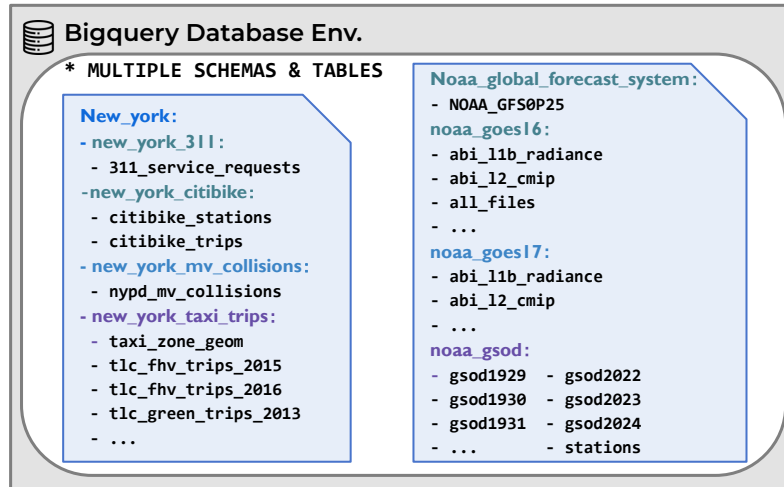 Bigquery Database Env.
* MULTIPLE SCHEMAS & TABLES
New_york:
- new_york_311:
- 311_service_requests
-new_york_citibike:
- citibike_stations
- citibike_trips
- new_york_mv_collisions:
- nypd_mv_collisions
- new_york_taxi_trips:
- taxi_zone_geom
- tlc_fhv_trips_2015
- tlc_fhv_trips_2016
- tlc_green_trips_2013
- ...
Noaa_global_forecast_system:
- NOAA_GFS0P25
noaa_goes16:
- abi_l1b_radiance
- abi_l2_cmip
- all_files
- ...
noaa_goes17:
- abi_l1b_radiance
- abi_l2_cmip
- ...
noaa_gsod:
- gsod1929 - gsod2022
- gsod1930 - gsod2023
- gsod1931 - gsod2024
- ... - stations